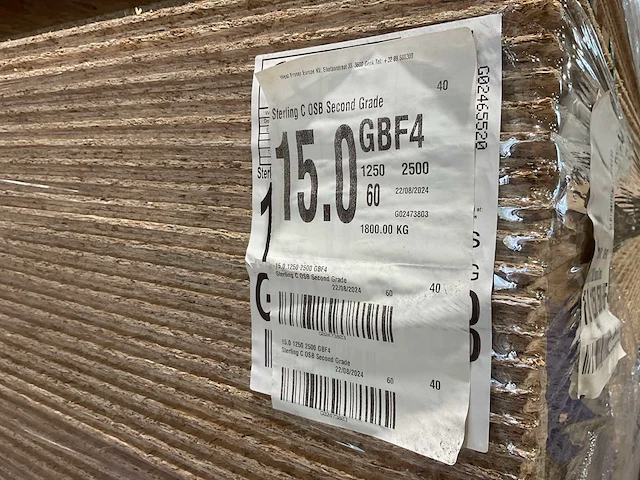 Sterling C OSB Second Grade
40
15.0
GBF4
1250 2500
60
22/08/2024
G02473803
1800.00 KG
15.0 1250 2500 GBF4
Sterling C OSB Second Grade
22/08/2024 60 40
15.0 1250 2500 GBF4
Sterling C OSB Second Grade
22/08/2024 60 40
G02465520